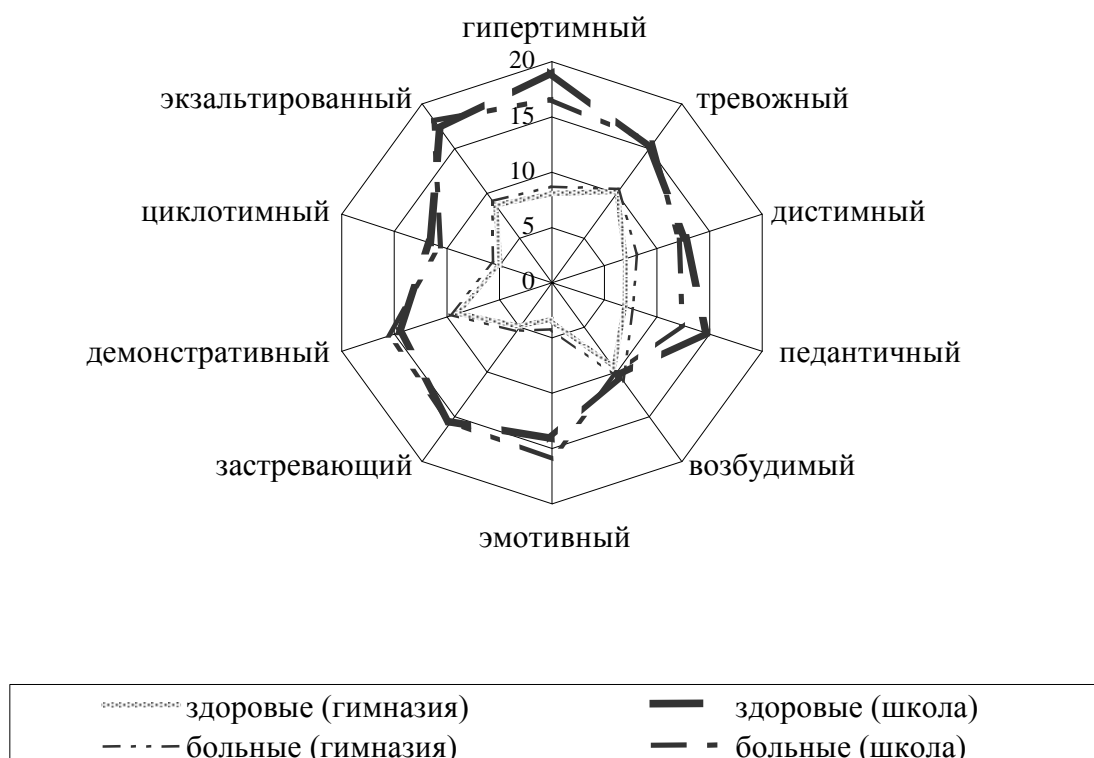 гипертимный
20
экзальтированный
тревожный
15
10
циклотимный
дистимный
5
0
демонстративный
педантичный
застревающий
возбудимый
эмотивный
здоровые (гимназия)
здоровые (школа)
больные (гимназия)
больные (школа)